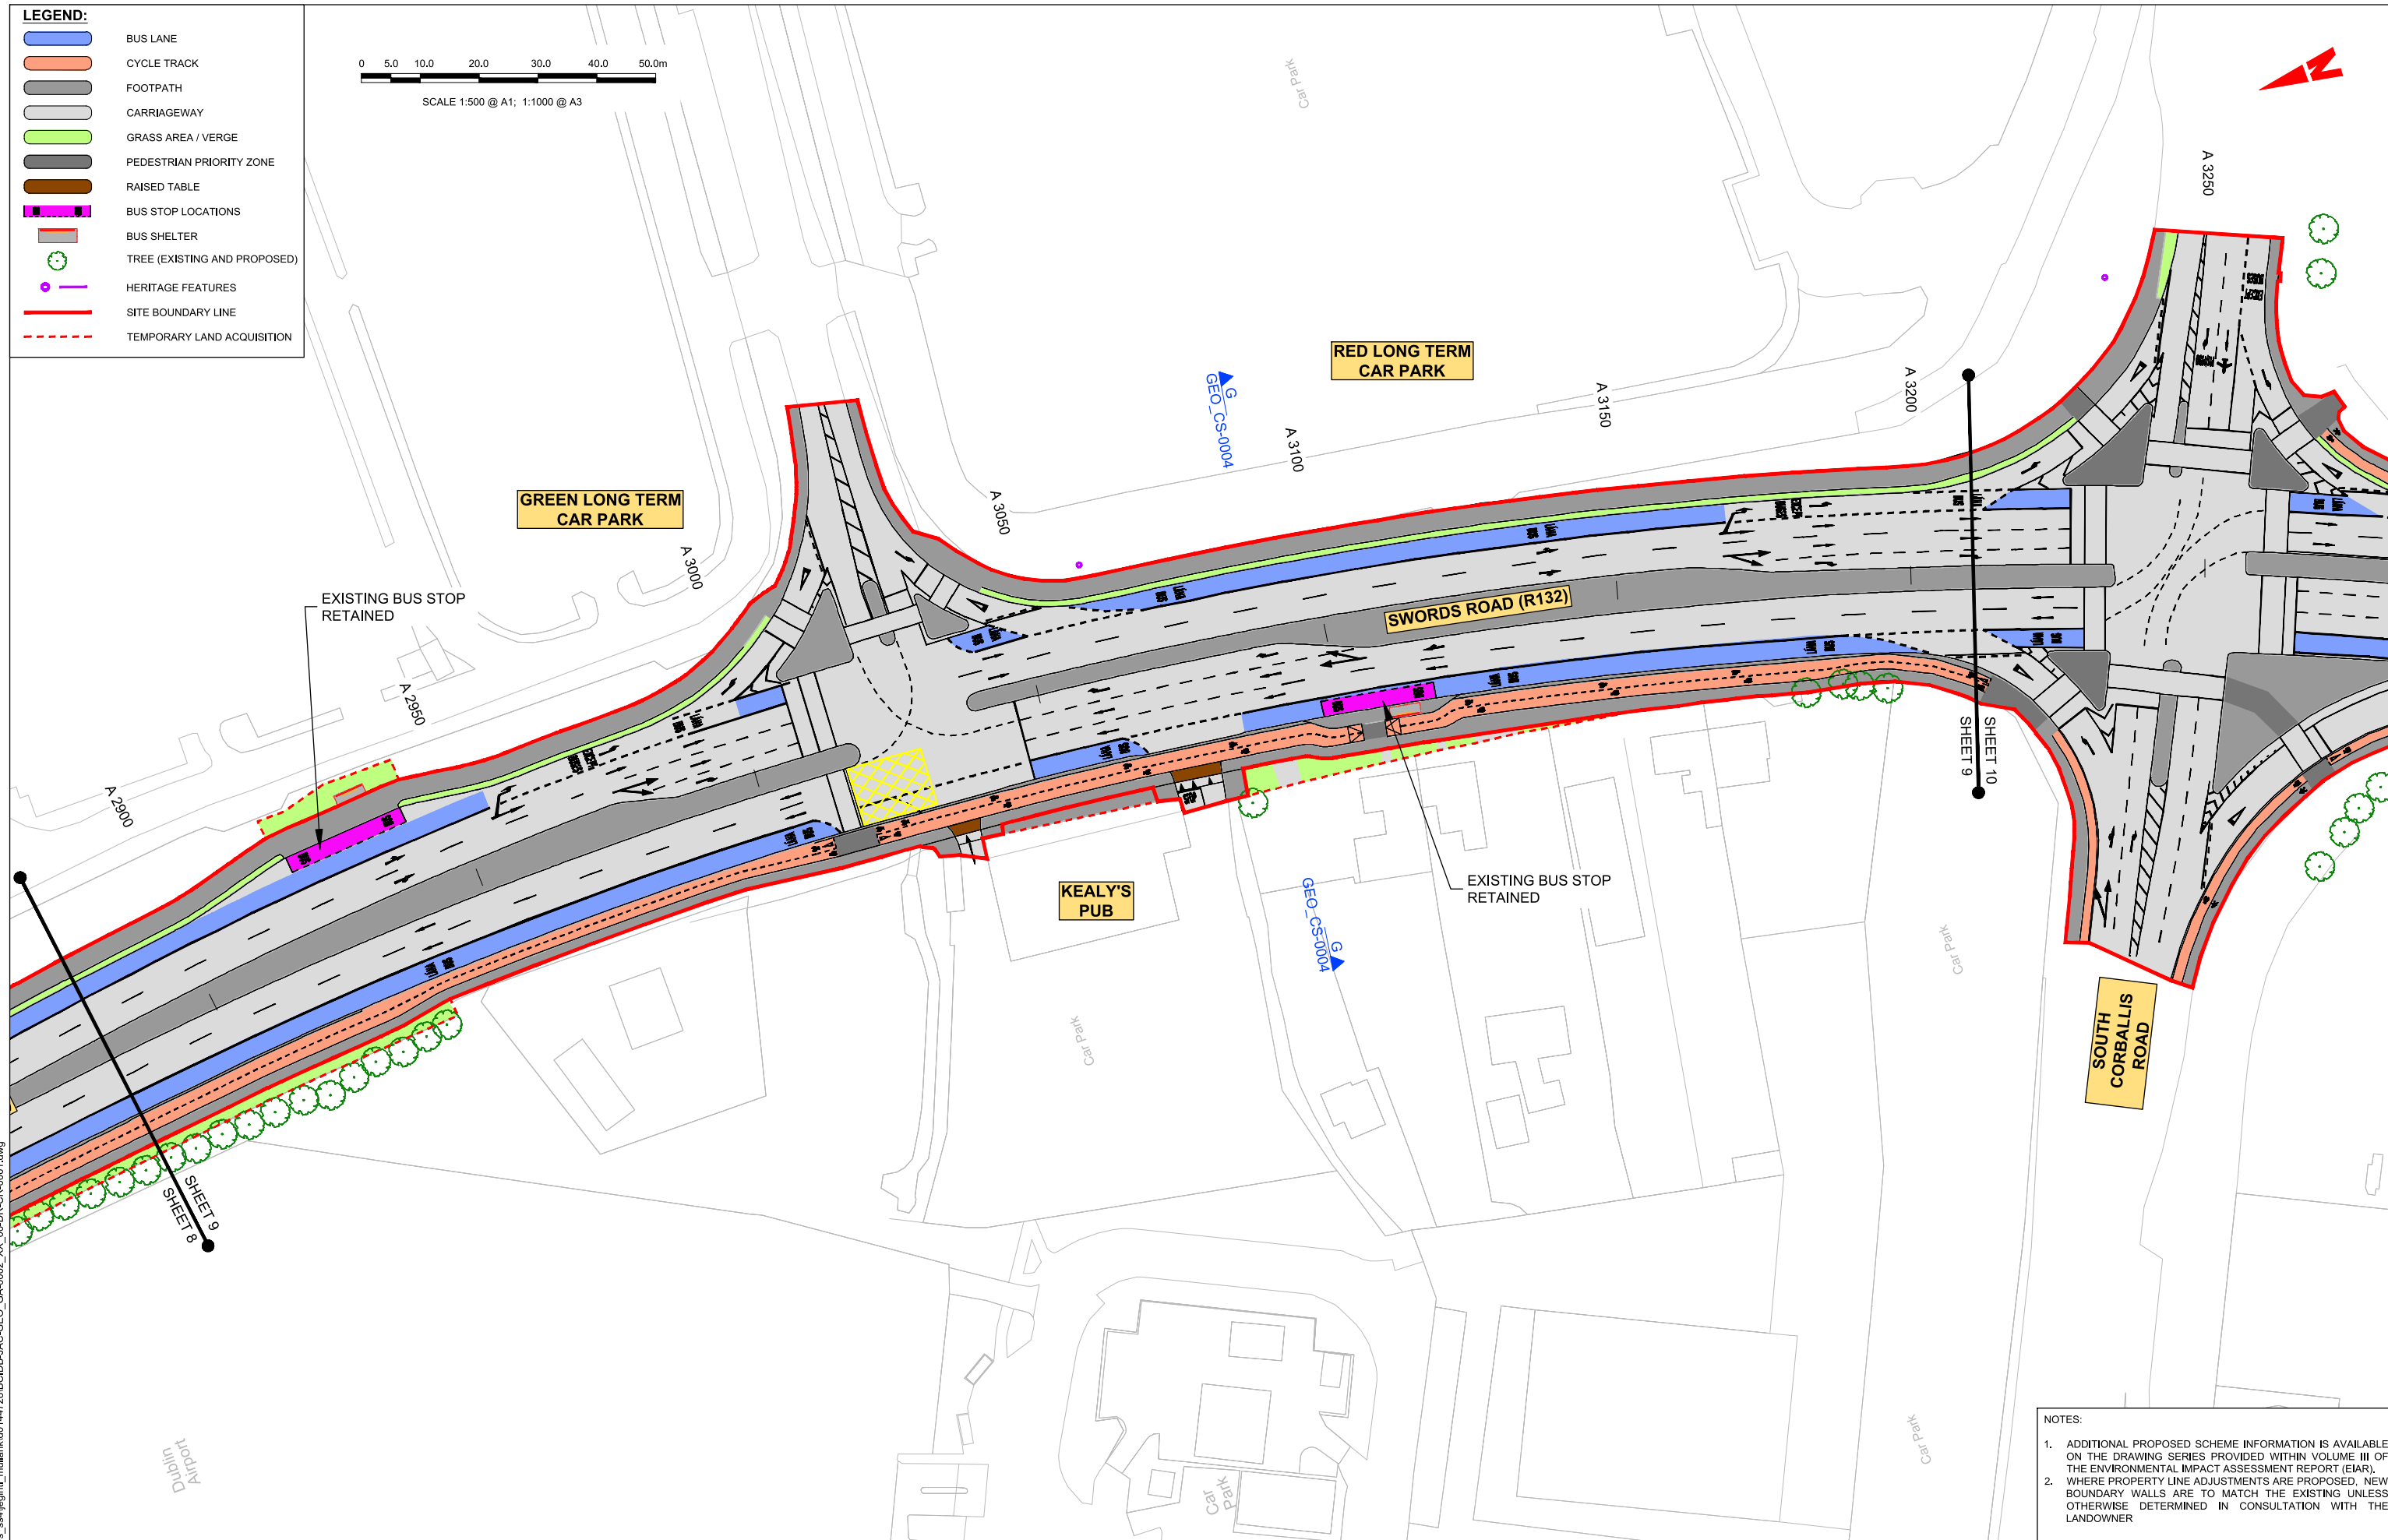 LEGEND:
BUS LANE
CYCLE TRACK
FOOTPATH
CARRIAGEWAY
GRASS AREA / VERGE
PEDESTRIAN PRIORITY ZONE
RAISED TABLE
BUS STOP LOCATIONS
BUS SHELTER
TREE (EXISTING AND PROPOSED)
HERITAGE FEATURES
SITE BOUNDARY LINE
TEMPORARY LAND ACQUISITION
0 5.0 10.0 20.0 30.0 40.0 50.0m
SCALE 1:500 @ A1; 1:1000 @ A3
N
Car Park
A 3250
RED LONG TERM
CAR PARK
G
GEO_CS-0004
A 3200
A 3150
A 3100
GREEN LONG TERM
CAR PARK
A 3050
A 3000
EXISTING BUS STOP
RETAINED
SWORDS ROAD (R132)
A 2950
A 2900
SHEET 10
SHEET 9
KEALY'S
PUB
EXISTING BUS STOP
RETAINED
G
GEO_CS-0004
Car Park
Car Park
SOUTH
CORBALLIS
ROAD
SHEET 9
SHEET 8
Dublin
Airport
Car
Park
Car Park
NOTES:
1. ADDITIONAL PROPOSED SCHEME INFORMATION IS AVAILABLE
ON THE DRAWING SERIES PROVIDED WITHIN VOLUME III OF
THE ENVIRONMENTAL IMPACT ASSESSMENT REPORT (EIAR).
2. WHERE PROPERTY LINE ADJUSTMENTS ARE PROPOSED, NEW
BOUNDARY WALLS ARE TO MATCH THE EXISTING UNLESS
OTHERWISE DETERMINED IN CONSULTATION WITH THE
LANDOWNER